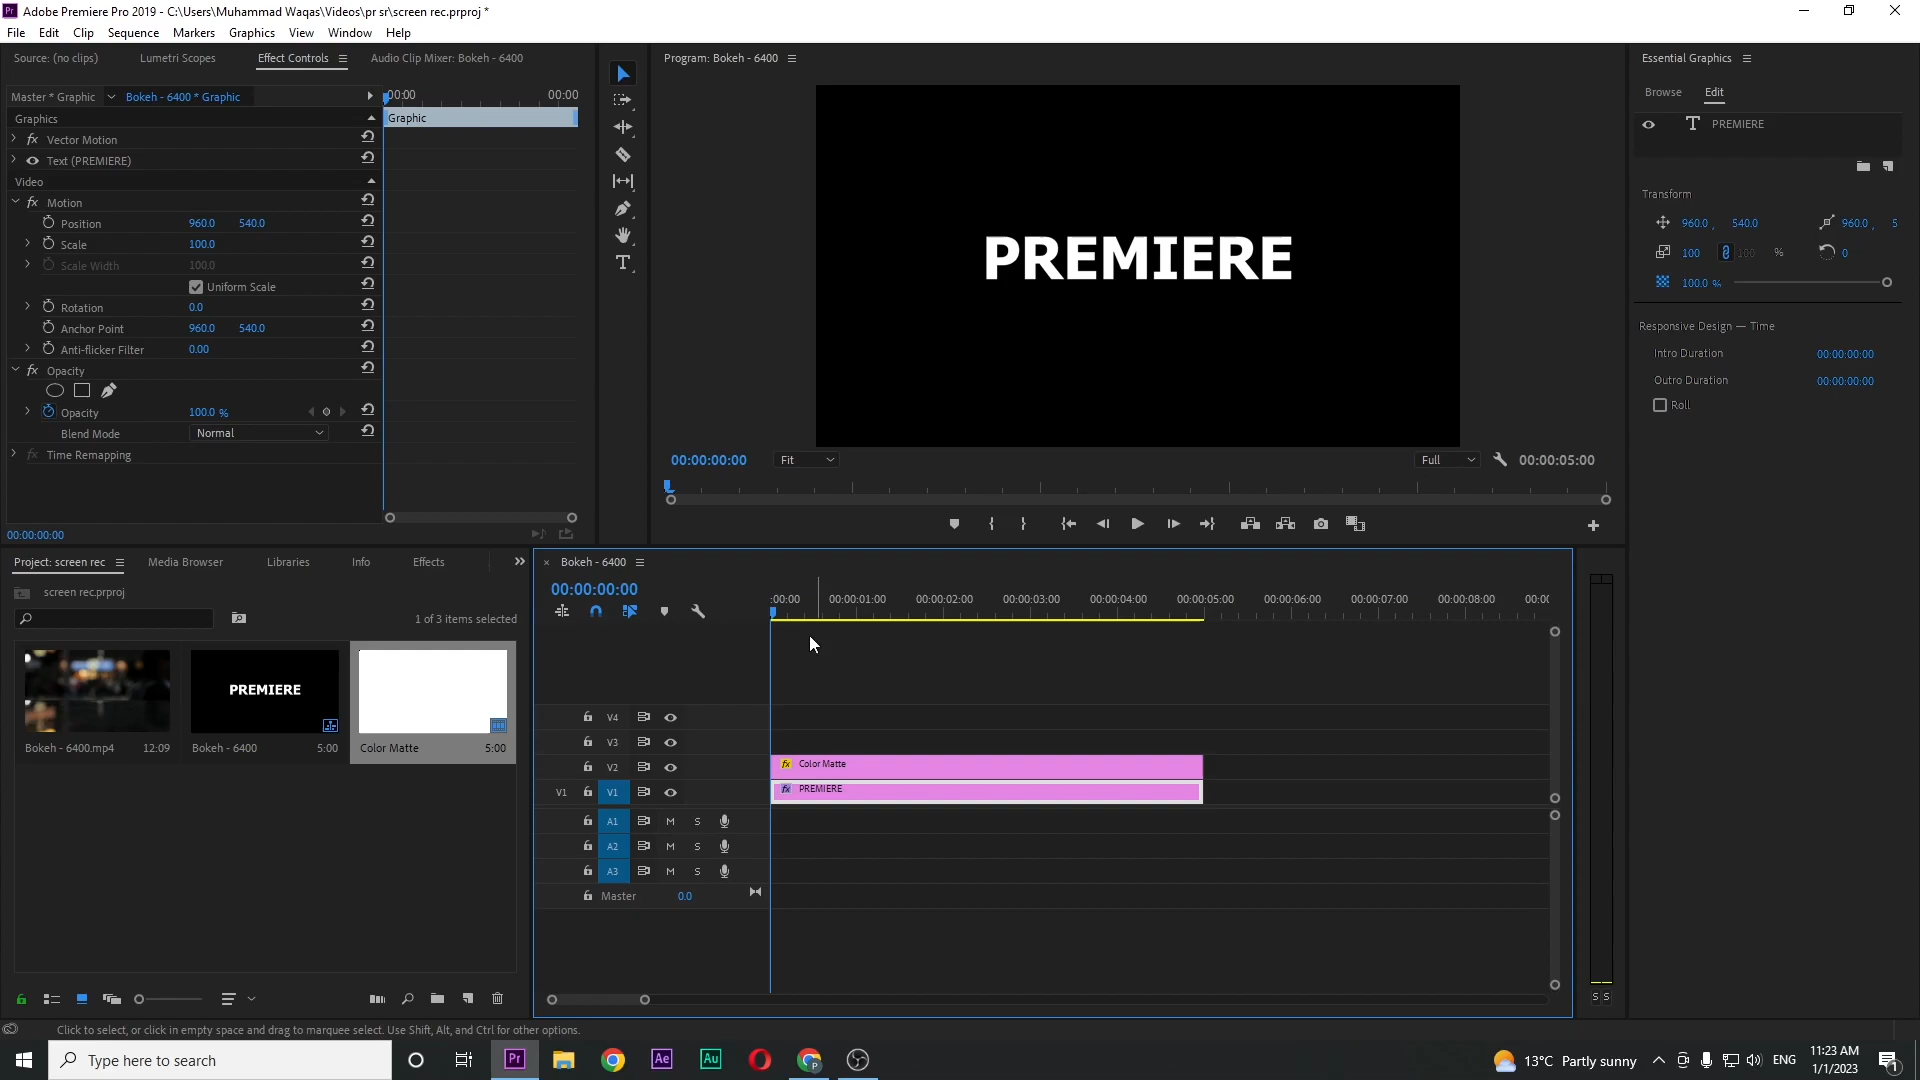 Adobe Premiere Pro 2019 - C:\Users\Muhammad Waqas\Videos\pr sr\screen rec.prproj *
File Edit Clip Sequence Markers Graphics View Window Help
Source: (no clips) Lumetri Scopes Effect Controls Audio Clip Mixer: Bokeh - 6400
Master * Graphic Bokeh - 6400 * Graphic
:00:00 00:00
Graphics
Graphic
fx Vector Motion
Text (PREMIERE)
Video
fx Motion
Position 960.0 540.0
Scale 100.0
Scale Width 100.0
Uniform Scale
Rotation 0.0
Anchor Point 960.0 540.0
Anti-flicker Filter 0.00
fx Opacity
Opacity 100.0 %
Blend Mode Normal
fx Time Remapping
00:00:00:00
Program: Bokeh - 6400
PREMIERE
00:00:00:00 Fit Full 00:00:05:00
Essential Graphics
Browse Edit
T PREMIERE
Transform
960.0 , 540.0 960.0 , 5
100 100 % 0
100.0 %
Responsive Design — Time
Intro Duration 00:00:00:00
Outro Duration 00:00:00:00
Roll
Project: screen rec Media Browser Libraries Info Effects
screen rec.prproj
1 of 3 items selected
PREMIERE
Bokeh - 6400.mp4 12:09 Bokeh - 6400 5:00 Color Matte 5:00
× Bokeh - 6400
00:00:00:00
:00:00 00:00:01:00 00:00:02:00 00:00:03:00 00:00:04:00 00:00:05:00 00:00:06:00 00:00:07:00 00:00:08:00 00:0
V4
V3
V2 fx Color Matte
V1 V1 fx PREMIERE
A1 M S
A2 M S
A3 M S
Master 0.0
S S
Click to select, or click in empty space and drag to marquee select. Use Shift, Alt, and Ctrl for other options.
Type here to search
Pr Ae Au P
13°C Partly sunny ENG 11:23 AM
1/1/2023
1